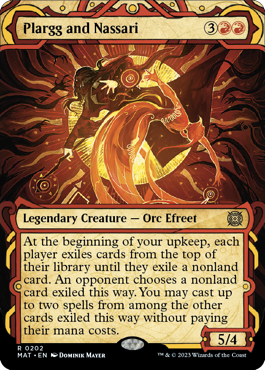 Plargg and Nassari 3
Legendary Creature — Orc Efreet
At the beginning of your upkeep, each
player exiles cards from the top of
their library until they exile a nonland
card. An opponent chooses a nonland
card exiled this way. You may cast up
to two spells from among the other
cards exiled this way without paying
their mana costs.
5/4
R 0202
MAT • EN DOMINIK MAYER ™ & © 2023 Wizards of the Coast